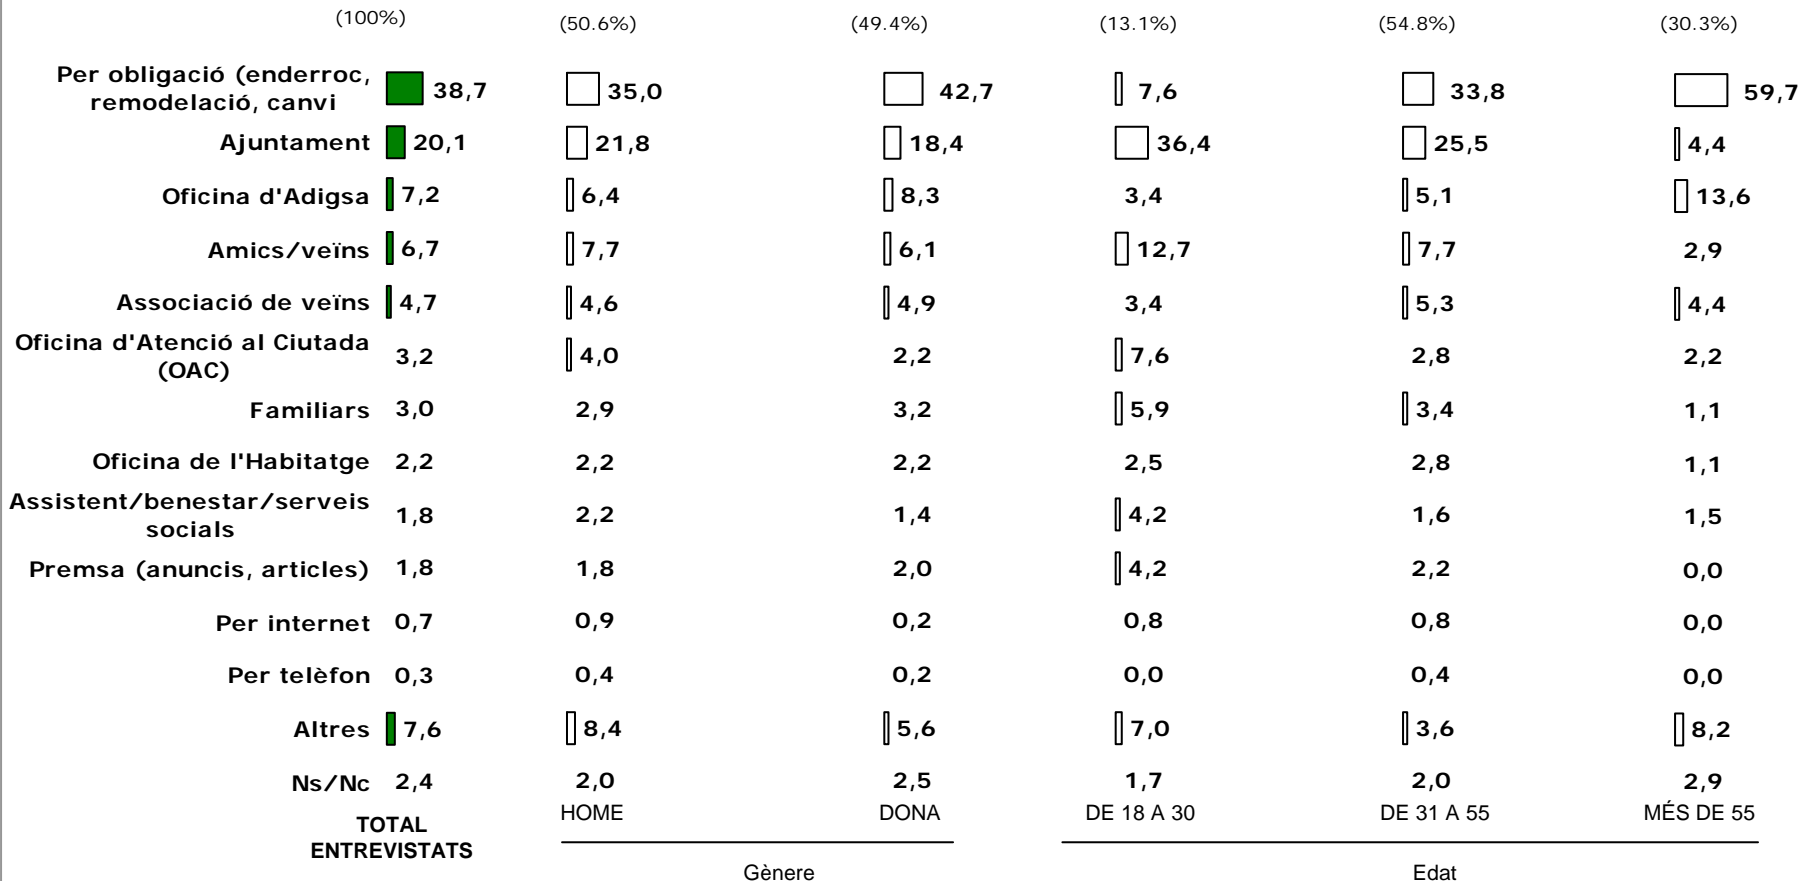 (100%) (50.6%) (49.4%) (13.1%) (54.8%) (30.3%)
Per obligació (enderroc,
remodelació, canvi 38,7 35,0 42,7 7,6 33,8 59,7
Ajuntament 20,1 21,8 18,4 36,4 25,5 4,4
Oficina d'Adigsa 7,2 6,4 8,3 3,4 5,1 13,6
Amics/veïns 6,7 7,7 6,1 12,7 7,7 2,9
Associació de veïns 4,7 4,6 4,9 3,4 5,3 4,4
Oficina d'Atenció al Ciutada
(OAC) 3,2 4,0 2,2 7,6 2,8 2,2
Familiars 3,0 2,9 3,2 5,9 3,4 1,1
Oficina de l'Habitatge 2,2 2,2 2,2 2,5 2,8 1,1
Assistent/benestar/serveis
socials 1,8 2,2 1,4 4,2 1,6 1,5
Premsa (anuncis, articles) 1,8 1,8 2,0 4,2 2,2 0,0
Per internet 0,7 0,9 0,2 0,8 0,8 0,0
Per telèfon 0,3 0,4 0,2 0,0 0,4 0,0
Altres 7,6 8,4 5,6 7,0 3,6 8,2
Ns/Nc 2,4 2,0 2,5 1,7 2,0 2,9
TOTAL
ENTREVISTATS
HOME DONA DE 18 A 30 DE 31 A 55 MÉS DE 55
Gènere Edat